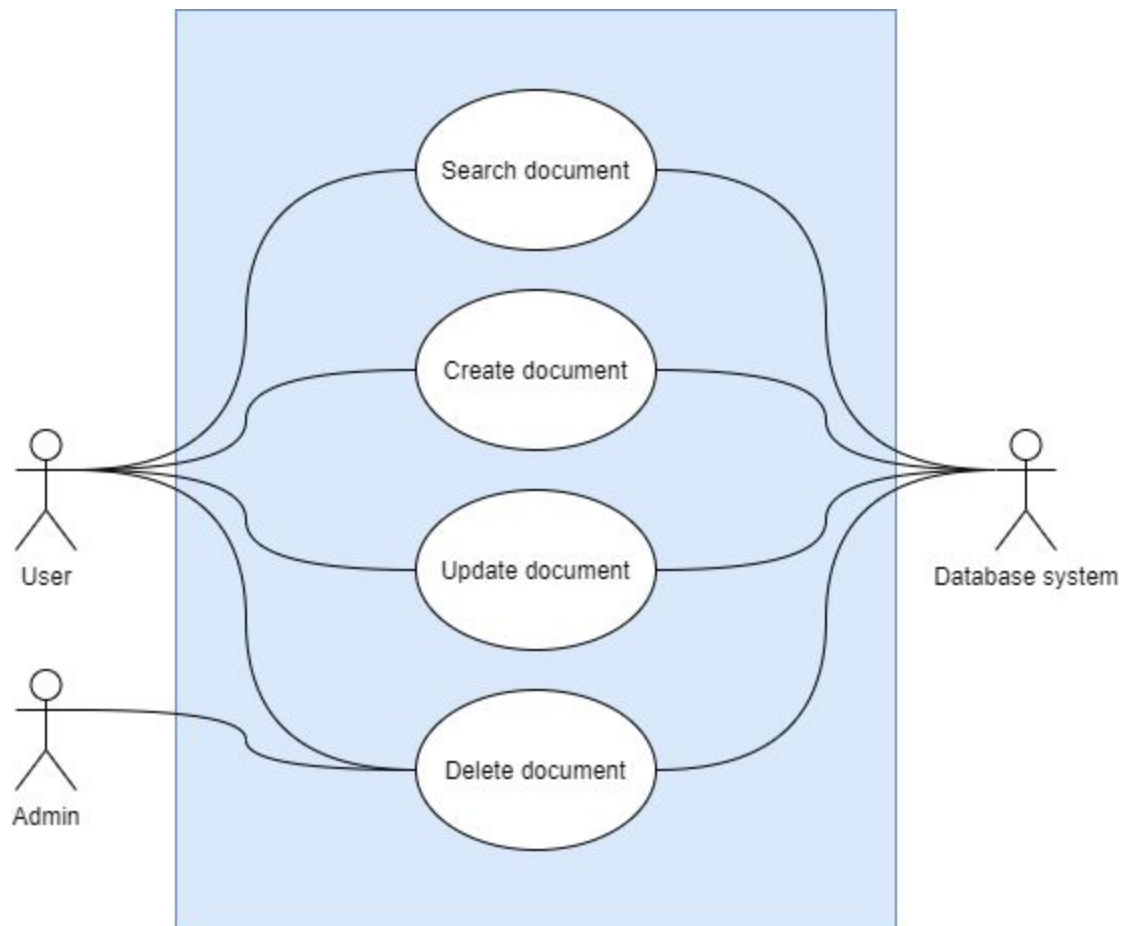 Search document
Create document
User
Database system
Update document
Admin
Delete document